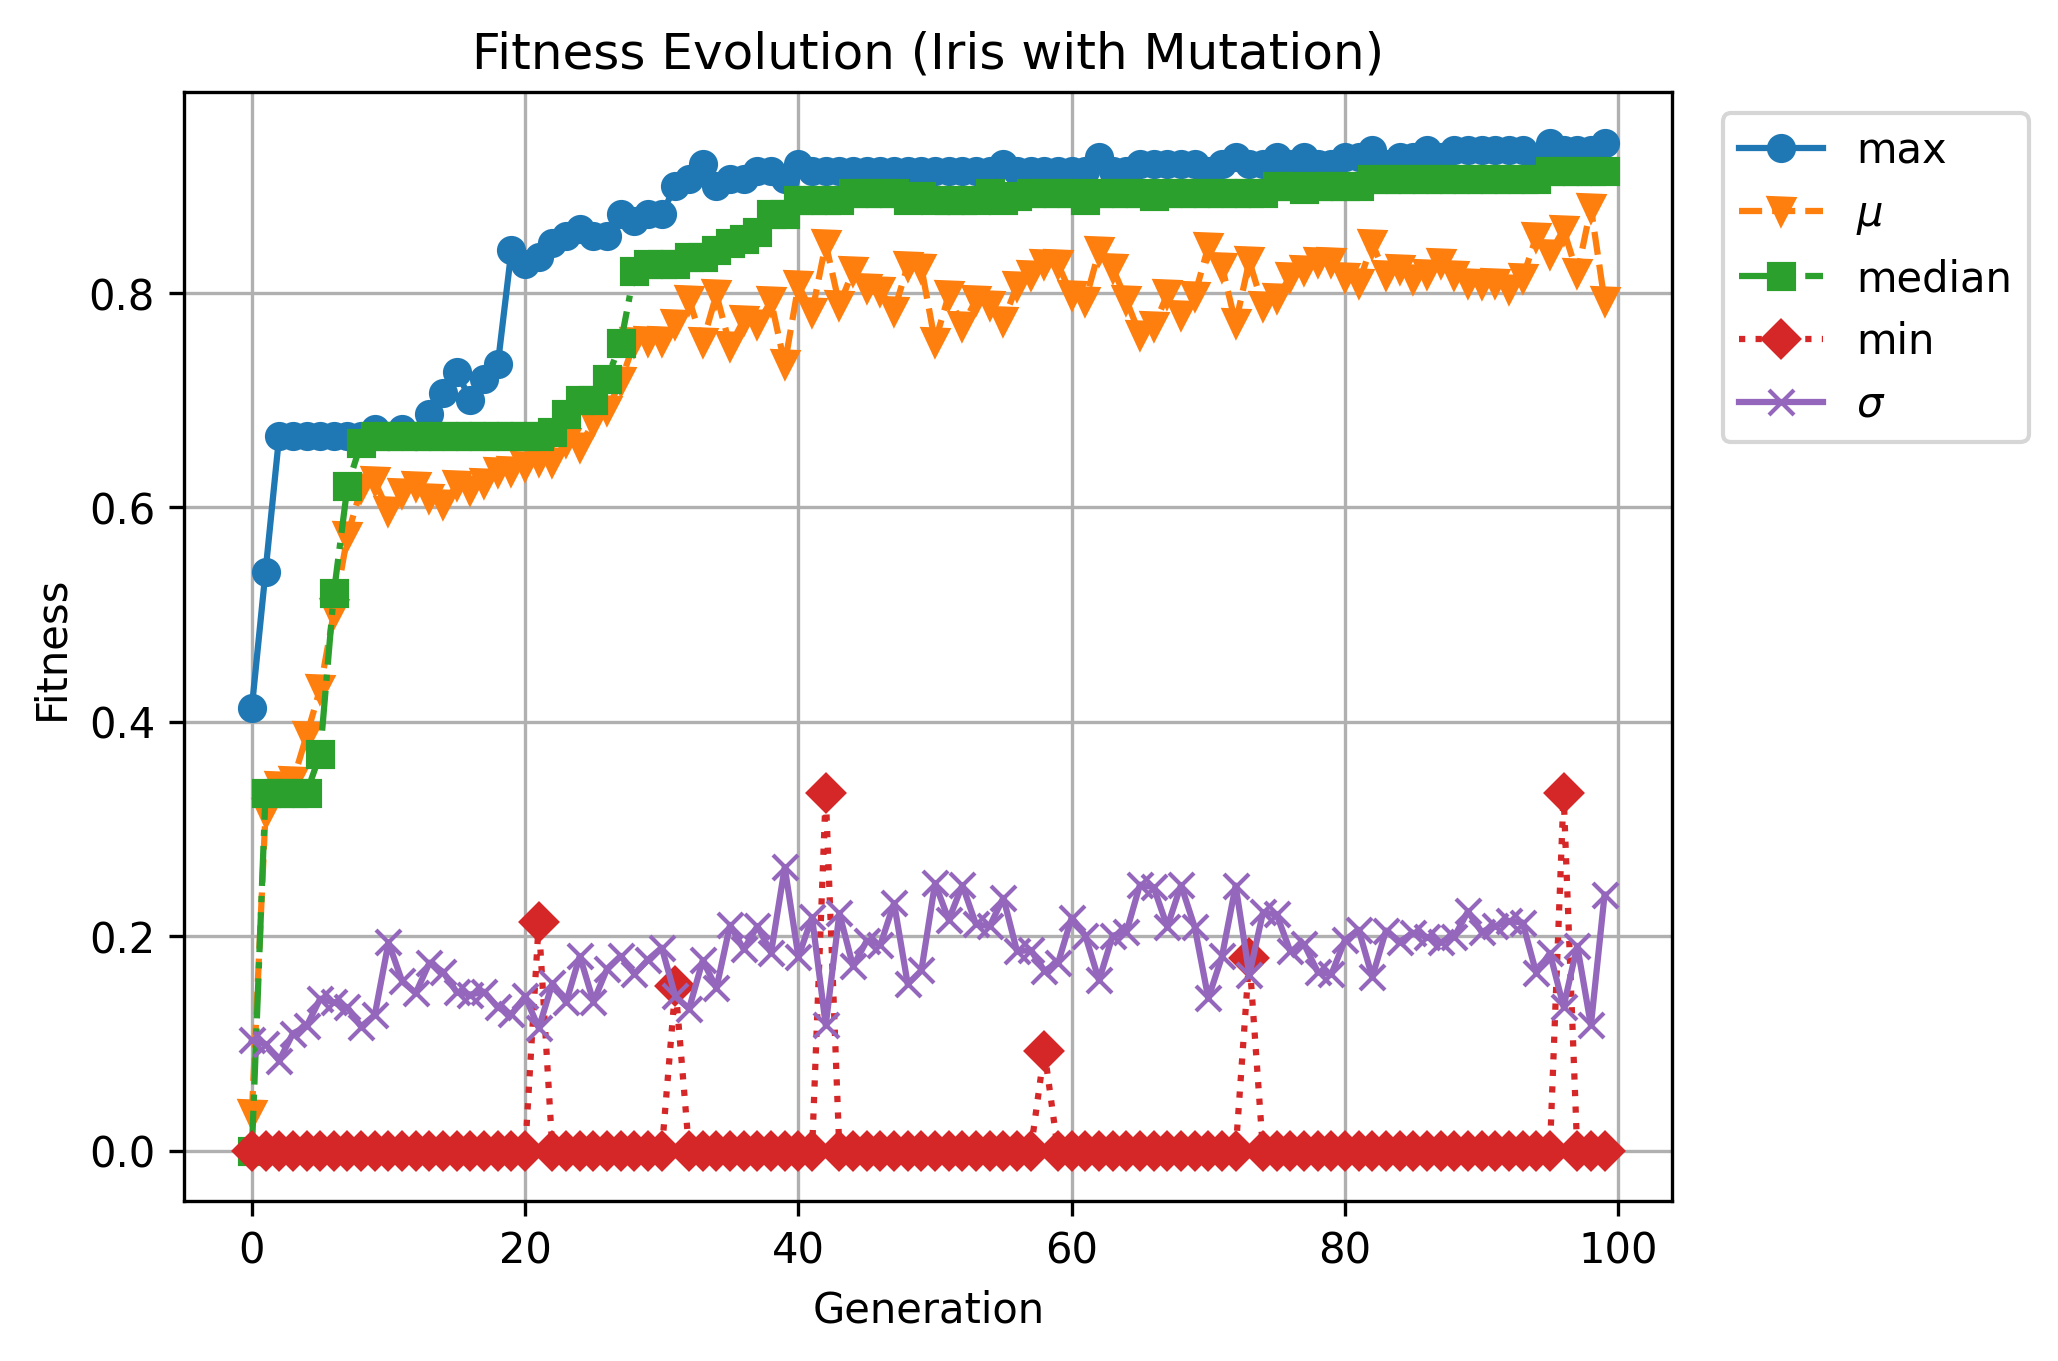 Fitness Evolution (Iris with Mutation)
max
μ
median
min
σ
Fitness
0.8
0.6
0.4
0.2
0.0
0 20 40 60 80 100
Generation